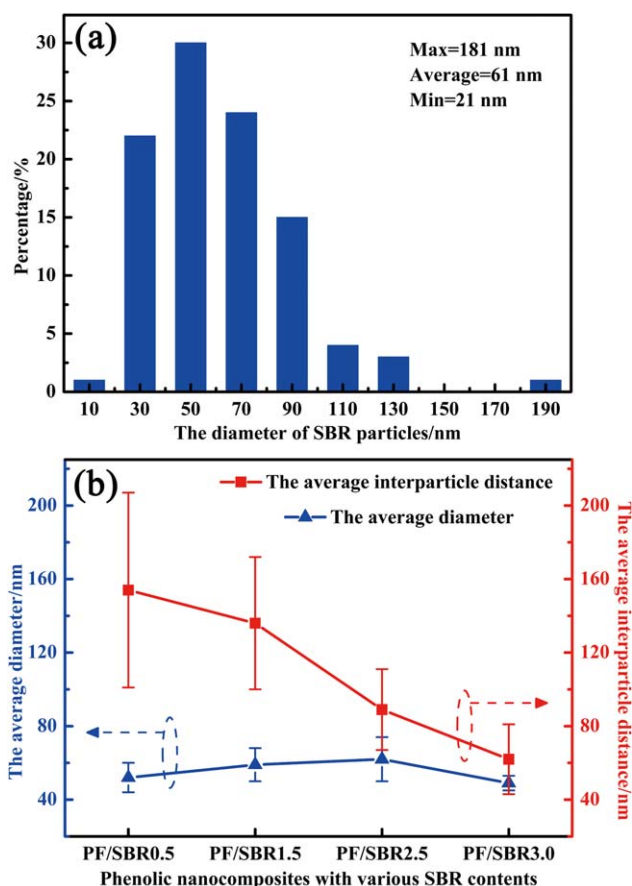 (a)
Max=181 nm
Average=61 nm
Min=21 nm
Percentage/%
30
25
20
15
10
5
0
10 30 50 70 90 110 130 150 170 190
The diameter of SBR particles/nm
(b)
The average interparticle distance
The average diameter
The average diameter/nm
200
160
120
80
40
200
160
120
80
40
The average interparticle
distance/nm
PF/SBR0.5 PF/SBR1.5 PF/SBR2.5 PF/SBR3.0
Phenolic nanocomposites with various SBR contents